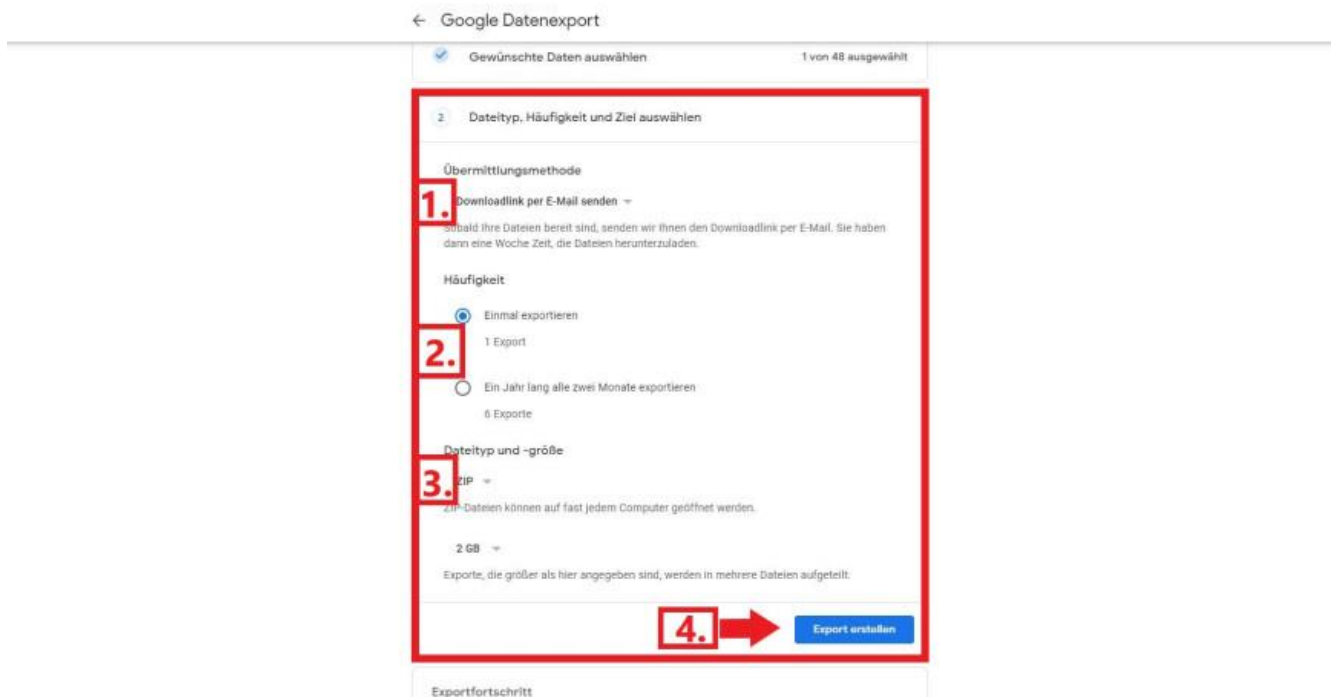 ← Google Datenexport
Gewünschte Daten auswählen 1 von 48 ausgewählt
2 Dateityp, Häufigkeit und Ziel auswählen
Übermittlungsmethode
1. Downloadlink per E-Mail senden
Sobald Ihre Dateien bereit sind, senden wir Ihnen den Downloadlink per E-Mail. Sie haben
dann eine Woche Zeit, die Dateien herunterzuladen.
Häufigkeit
Einmal exportieren
1 Export
2.
Ein Jahr lang alle zwei Monate exportieren
6 Exporte
Dateityp und -größe
3. ZIP
ZIP-Dateien können auf fast jedem Computer geöffnet werden.
2 GB
Exporte, die größer als hier angegeben sind, werden in mehrere Dateien aufgeteilt.
4. Export erstellen
Exportfortschritt